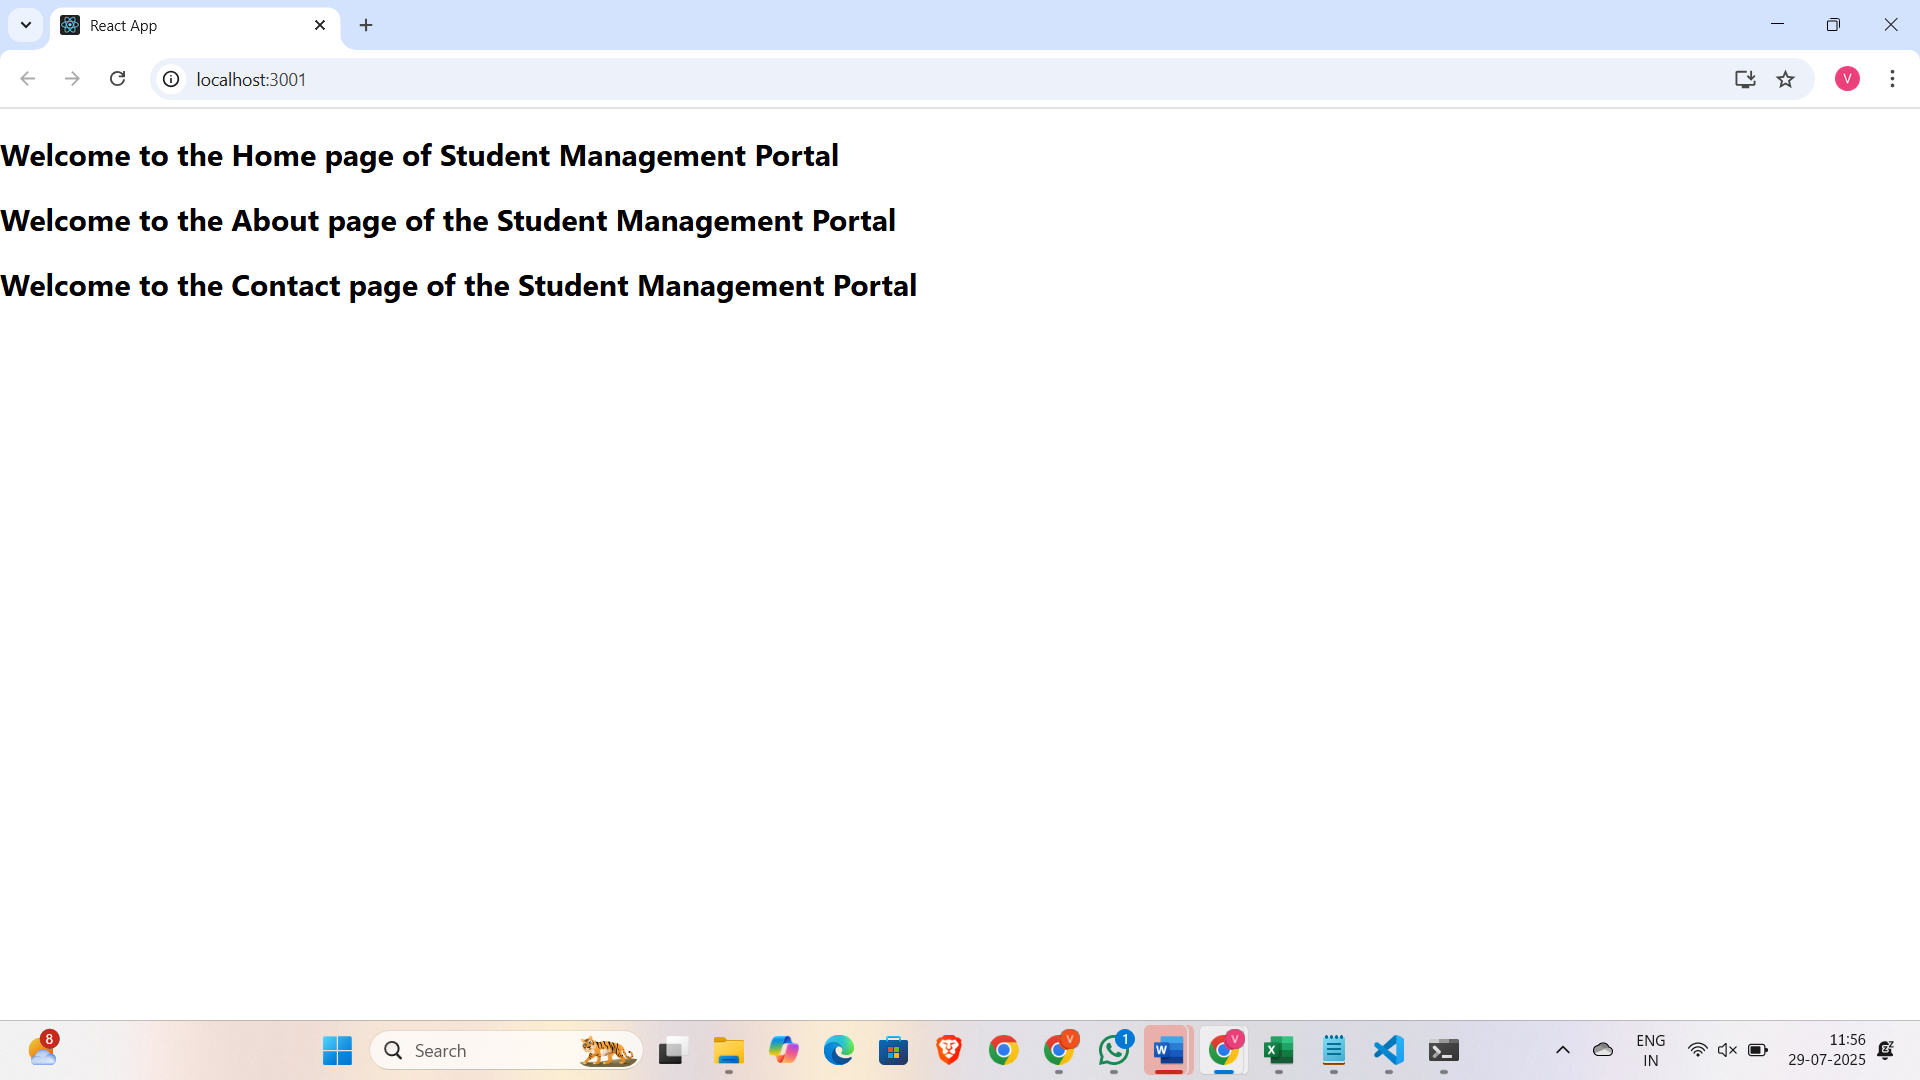 React App
localhost:3001
V
Welcome to the Home page of Student Management Portal
Welcome to the About page of the Student Management Portal
Welcome to the Contact page of the Student Management Portal
8
Search
V
1
W
V
X
ENG
IN
11:56
29-07-2025